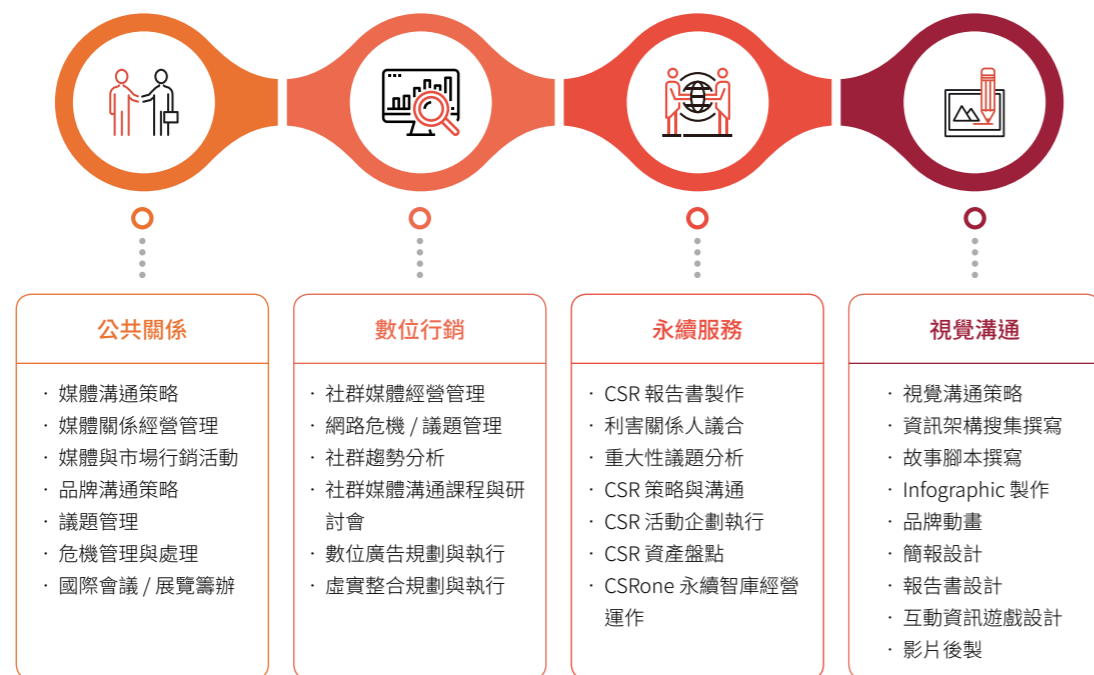 公共關係
· 媒體溝通策略
· 媒體關係經營管理
· 媒體與市場行銷活動
· 品牌溝通策略
· 議題管理
· 危機管理與處理
· 國際會議 / 展覽籌辦
數位行銷
· 社群媒體經營管理
· 網路危機 / 議題管理
· 社群趨勢分析
· 社群媒體溝通課程與研
討會
· 數位廣告規劃與執行
· 虛實整合規劃與執行
永續服務
· CSR 報告書製作
· 利害關係人議合
· 重大性議題分析
· CSR 策略與溝通
· CSR 活動企劃執行
· CSR 資產盤點
· CSRone 永續智庫經營
運作
視覺溝通
· 視覺溝通策略
· 資訊架構搜集撰寫
· 故事腳本撰寫
· Infographic 製作
· 品牌動畫
· 簡報設計
· 報告書設計
· 互動資訊遊戲設計
· 影片後製